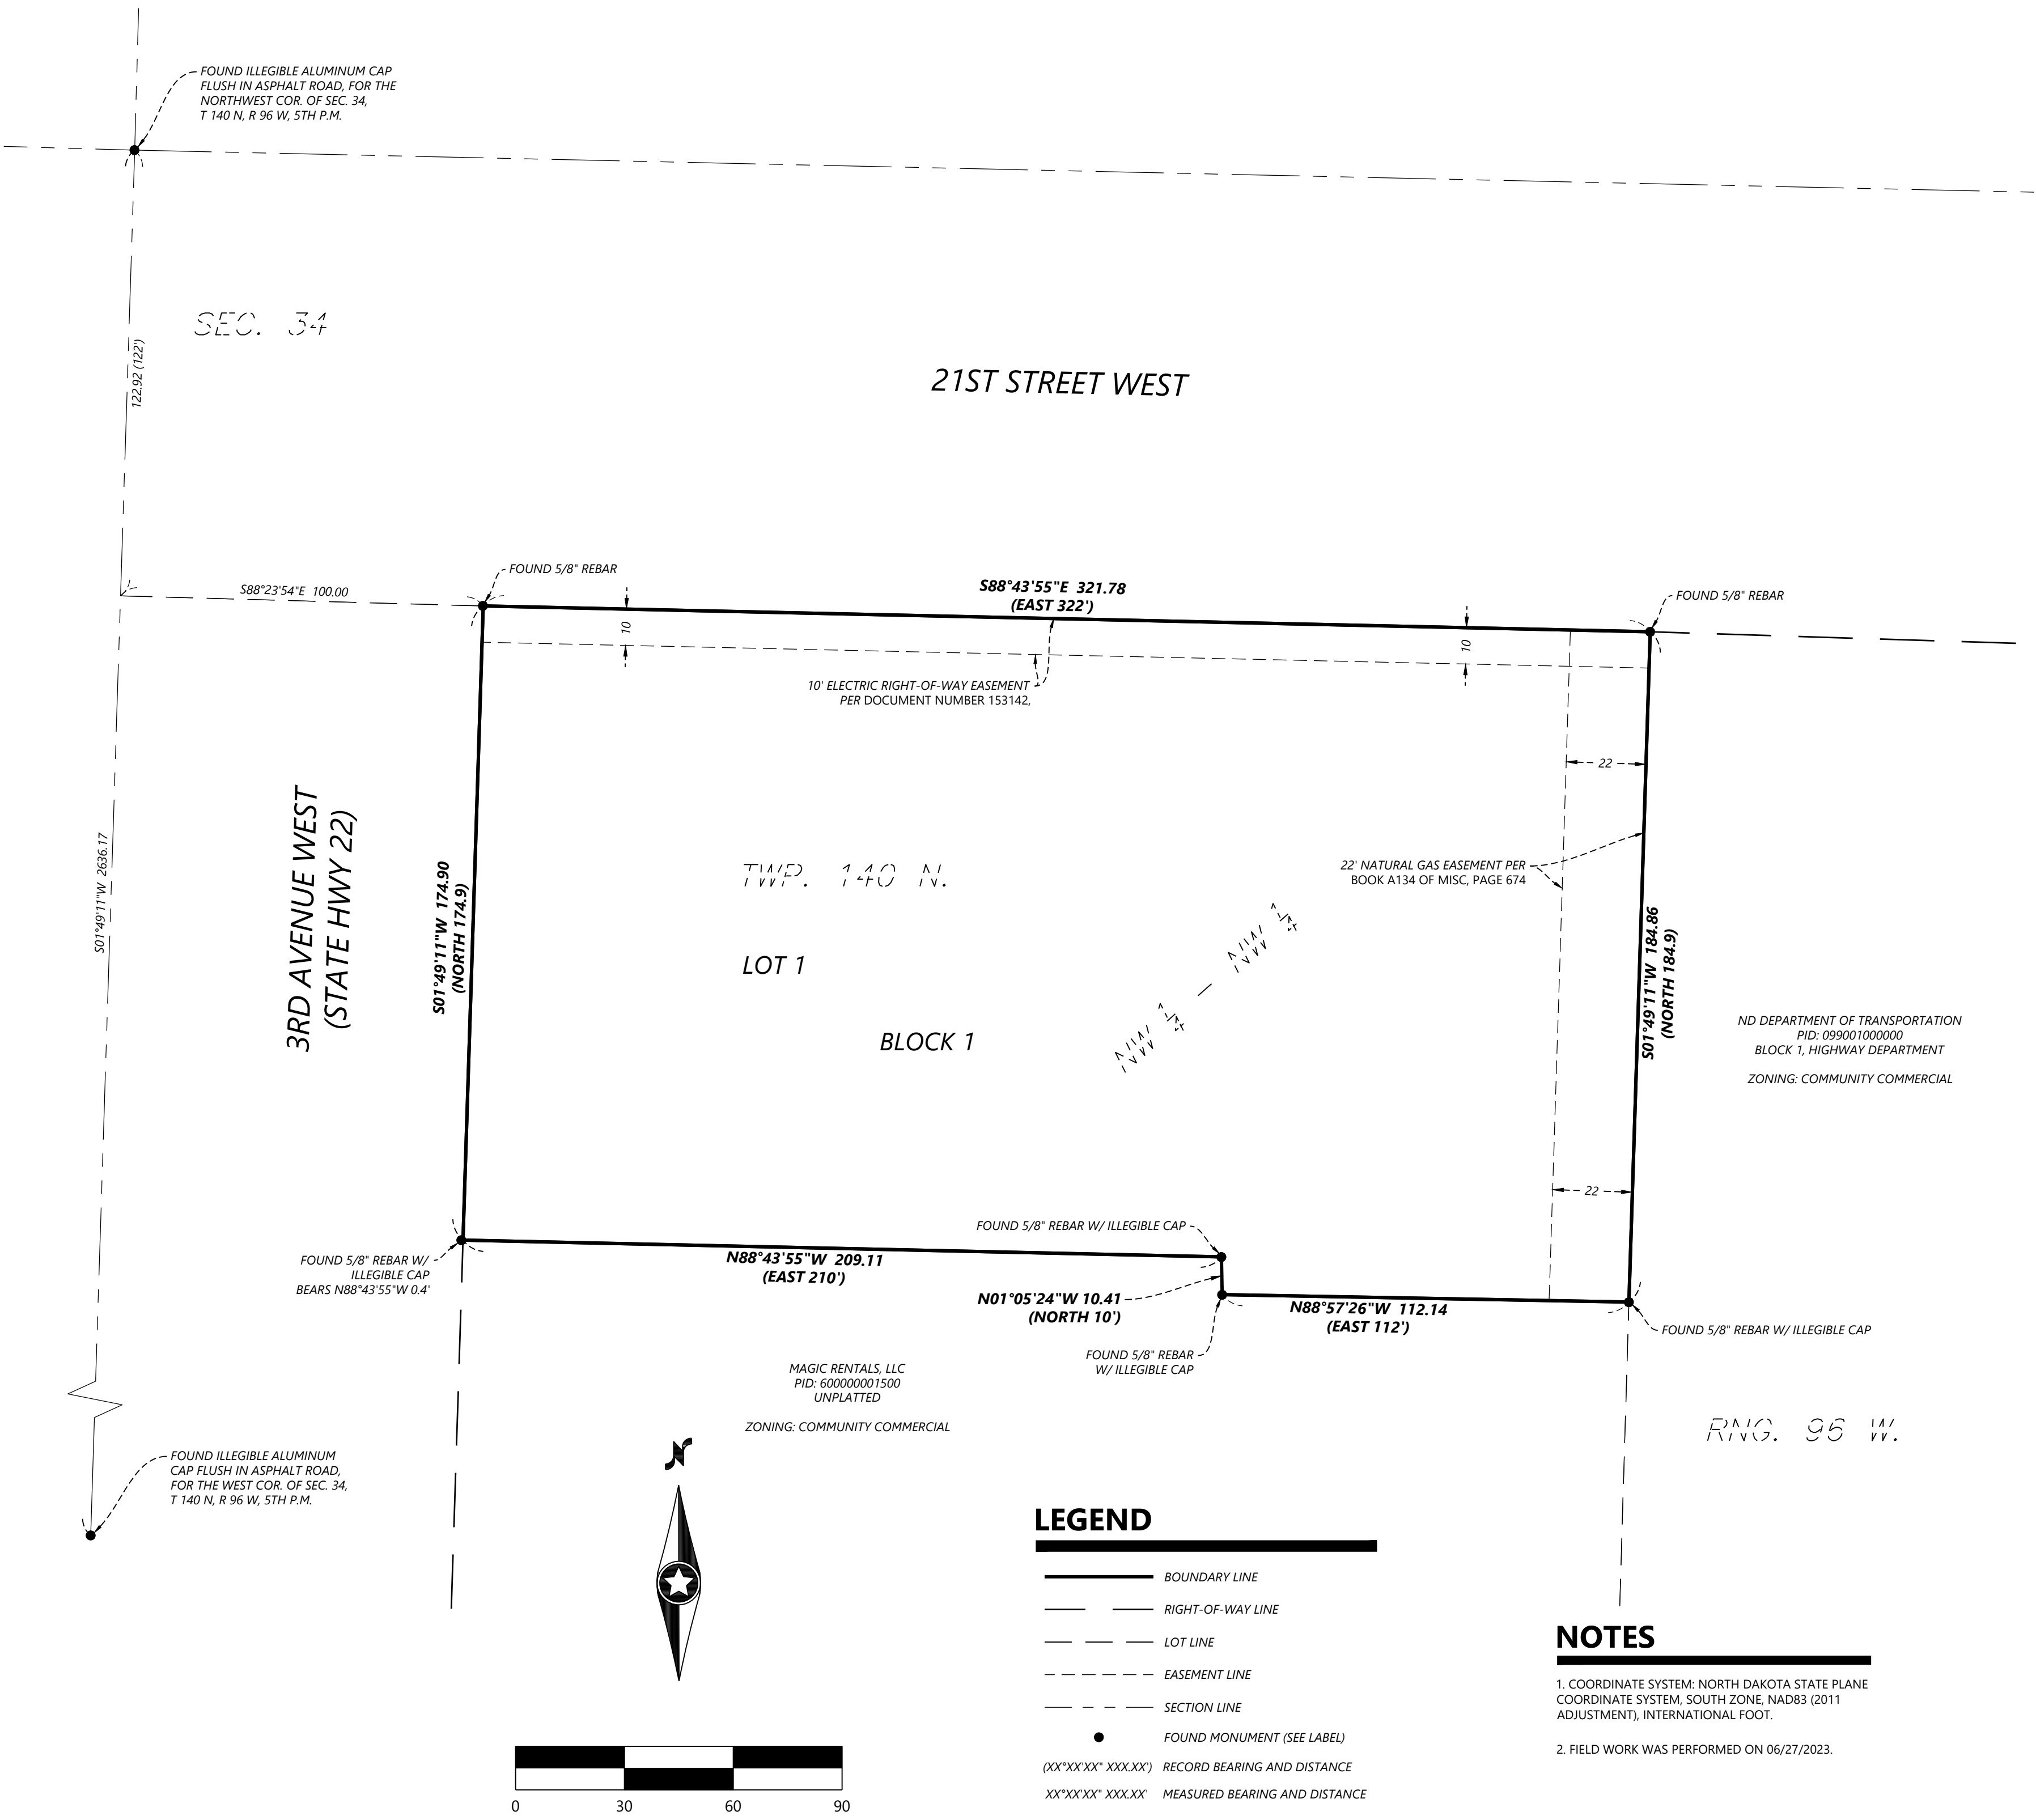 FOUND ILLEGIBLE ALUMINUM CAP
FLUSH IN ASPHALT ROAD, FOR THE
NORTHWEST COR. OF SEC. 34,
T 140 N, R 96 W, 5TH P.M.
SEC. 34
122.92 (122')
21ST STREET WEST
S88°23'54"E 100.00
FOUND 5/8" REBAR
S88°43'55"E 321.78
(EAST 322')
FOUND 5/8" REBAR
10
10
10' ELECTRIC RIGHT-OF-WAY EASEMENT
PER DOCUMENT NUMBER 153142,
22
S01°49'11"W 2636.17
3RD AVENUE WEST
(STATE HWY 22)
S01°49'11"W 174.90
(NORTH 174.9)
TWP. 140 N.
LOT 1
BLOCK 1
NW 1/4 — NW 1/4
22' NATURAL GAS EASEMENT PER
BOOK A134 OF MISC, PAGE 674
S01°49'11"W 184.86
(NORTH 184.9)
ND DEPARTMENT OF TRANSPORTATION
PID: 099001000000
BLOCK 1, HIGHWAY DEPARTMENT
ZONING: COMMUNITY COMMERCIAL
22
FOUND 5/8" REBAR W/ ILLEGIBLE CAP
FOUND 5/8" REBAR W/
ILLEGIBLE CAP
BEARS N88°43'55"W 0.4'
N88°43'55"W 209.11
(EAST 210')
N01°05'24"W 10.41
(NORTH 10')
N88°57'26"W 112.14
(EAST 112')
FOUND 5/8" REBAR W/ ILLEGIBLE CAP
FOUND 5/8" REBAR
W/ ILLEGIBLE CAP
MAGIC RENTALS, LLC
PID: 600000001500
UNPLATTED
ZONING: COMMUNITY COMMERCIAL
RNG. 96 W.
FOUND ILLEGIBLE ALUMINUM
CAP FLUSH IN ASPHALT ROAD,
FOR THE WEST COR. OF SEC. 34,
T 140 N, R 96 W, 5TH P.M.
N
LEGEND
BOUNDARY LINE
RIGHT-OF-WAY LINE
LOT LINE
EASEMENT LINE
SECTION LINE
FOUND MONUMENT (SEE LABEL)
(XX°XX'XX" XXX.XX') RECORD BEARING AND DISTANCE
XX°XX'XX" XXX.XX' MEASURED BEARING AND DISTANCE
NOTES
1. COORDINATE SYSTEM: NORTH DAKOTA STATE PLANE
COORDINATE SYSTEM, SOUTH ZONE, NAD83 (2011
ADJUSTMENT), INTERNATIONAL FOOT.
2. FIELD WORK WAS PERFORMED ON 06/27/2023.
0 30 60 90